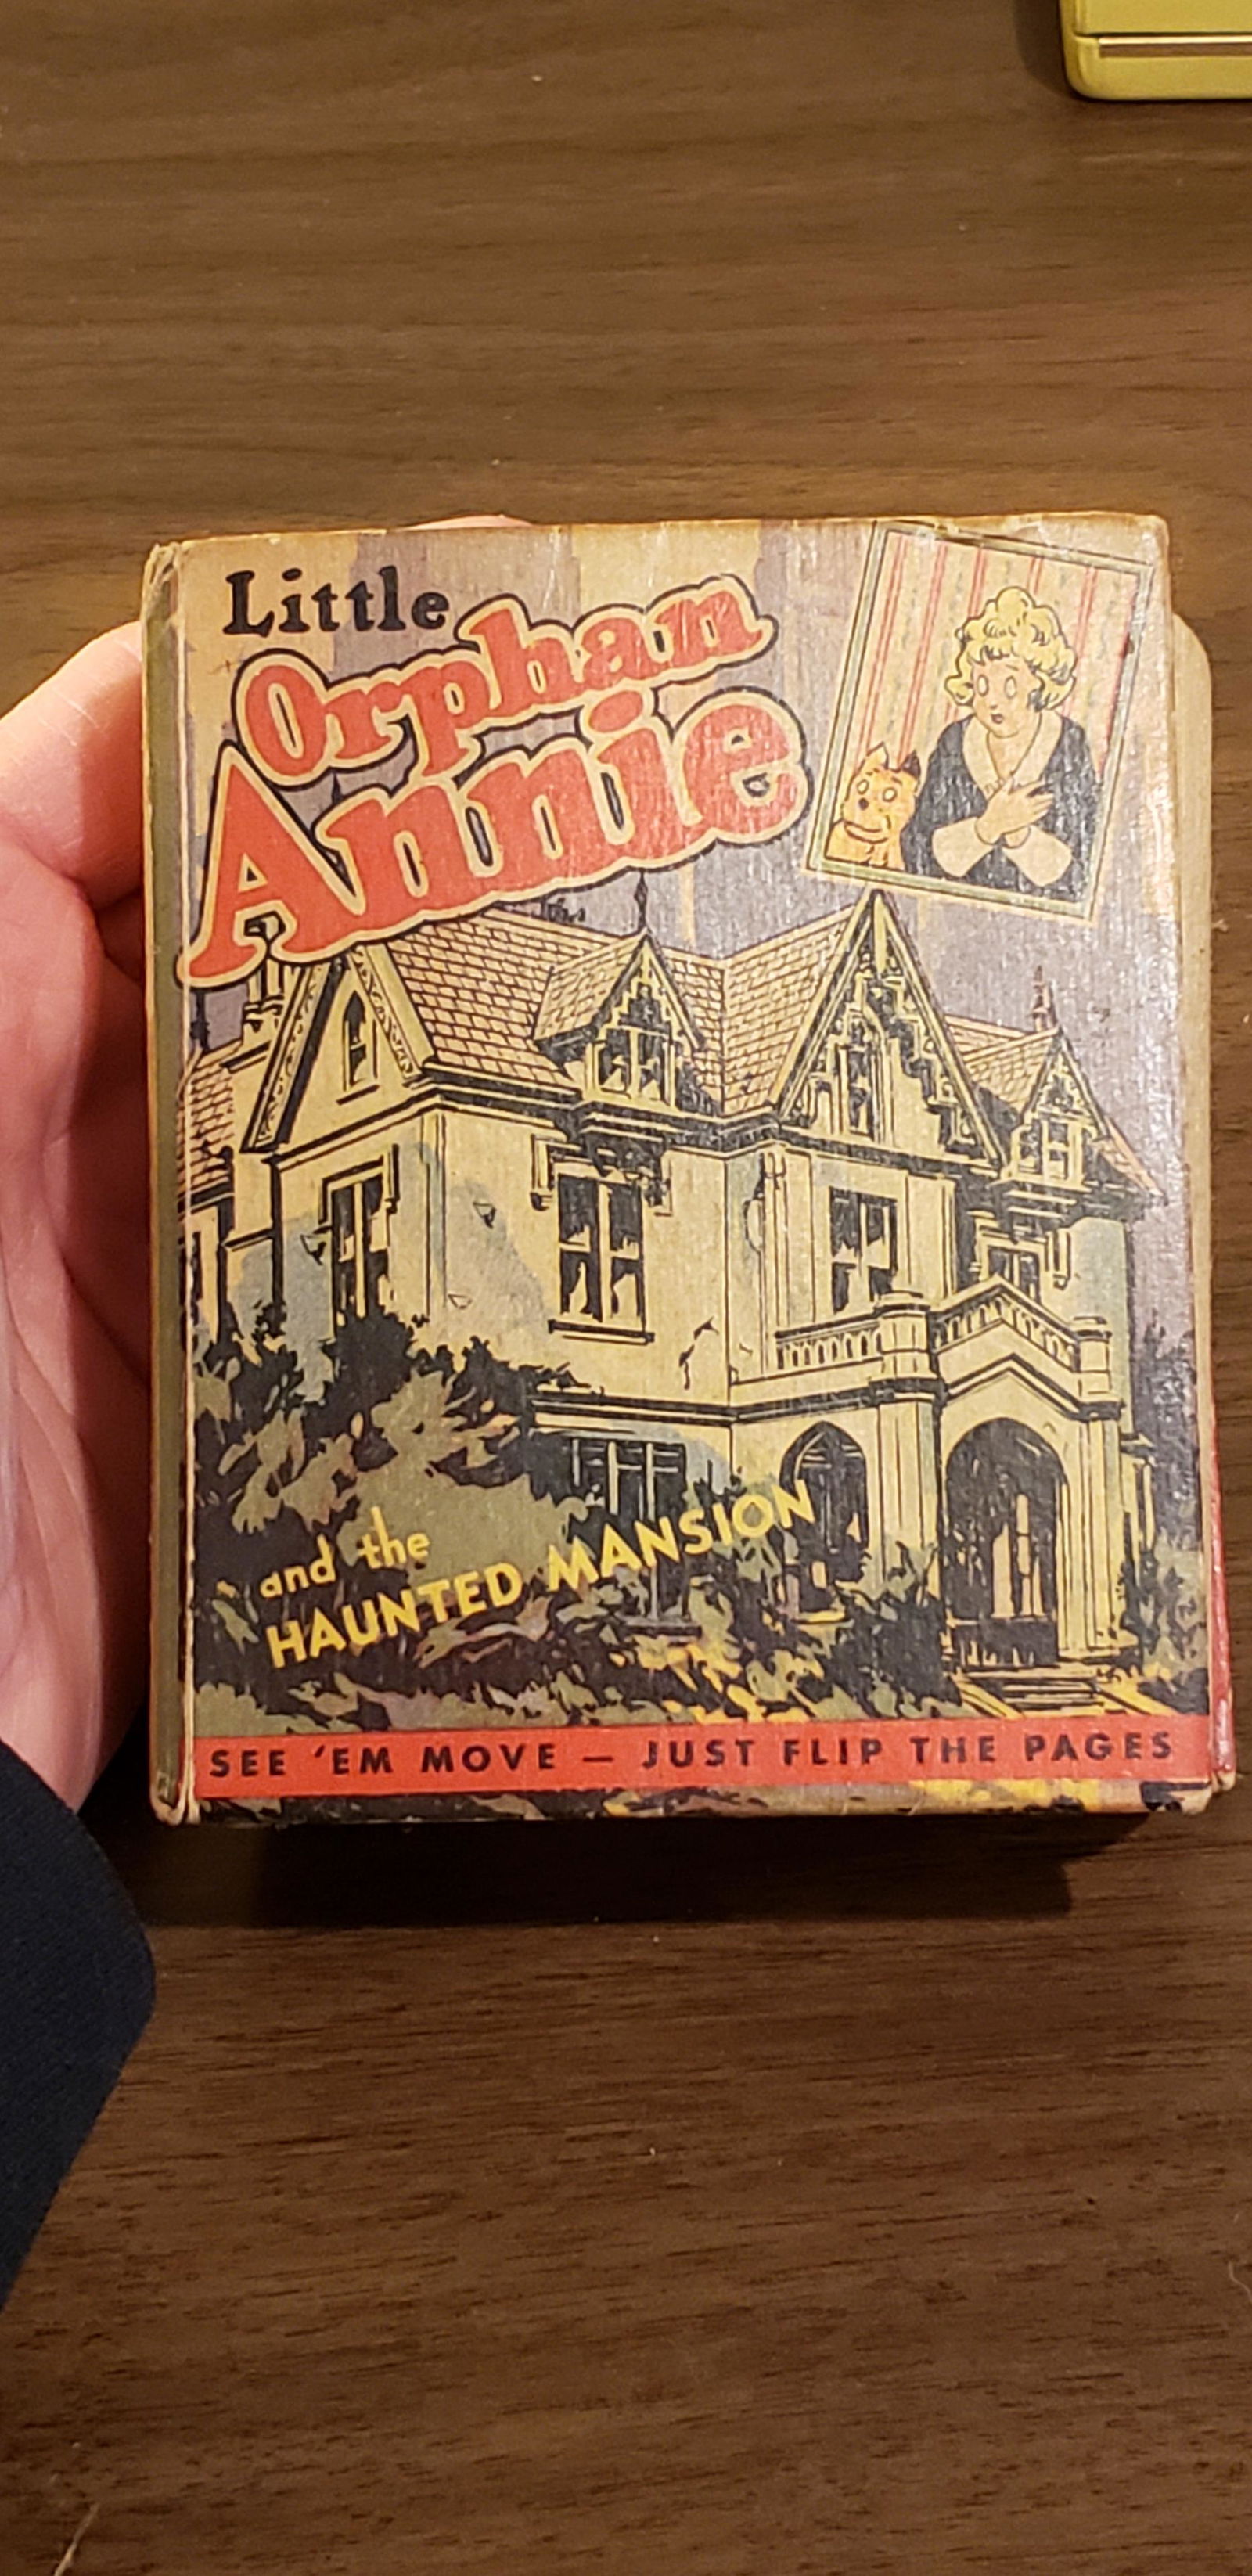 Little
Orphan
Annie
and the
HAUNTED MANSION
SEE 'EM MOVE — JUST FLIP THE PAGES